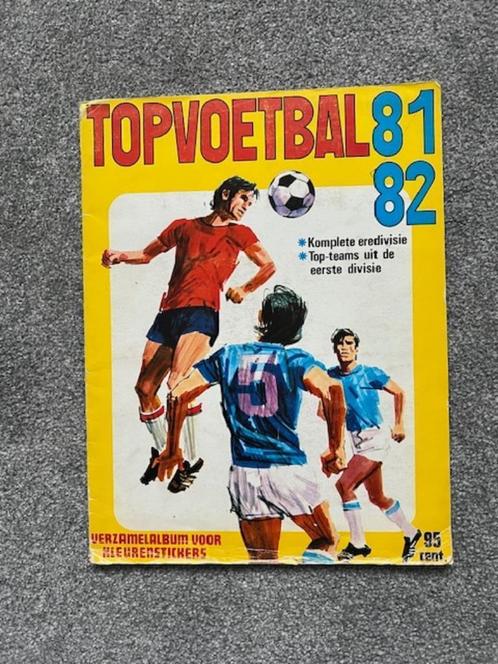 TOPVOETBAL 81
82
* Komplete eredivisie
* Top-teams uit de
eerste divisie
5
VERZAMELALBUM VOOR
KLEURENSTICKERS
95
cent